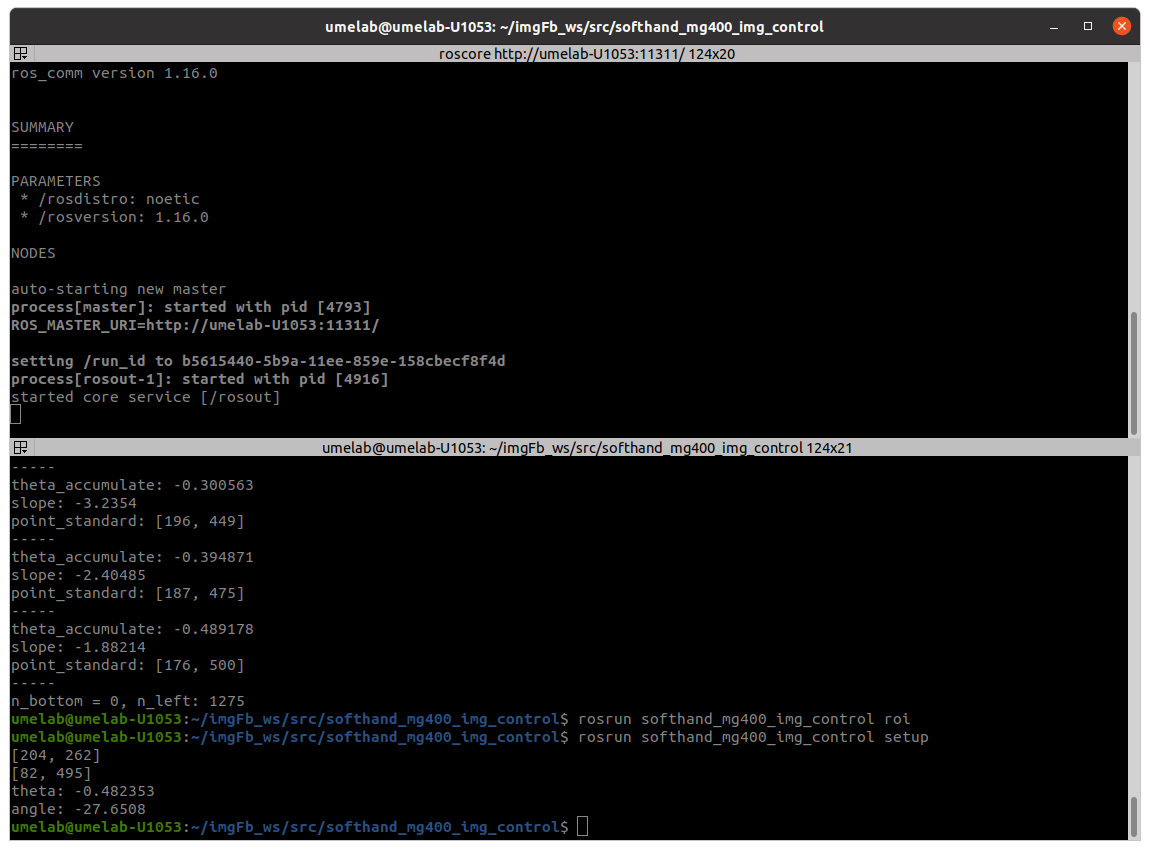 umelab@umelab-U1053: ~/imgFb_ws/src/softhand_mg400_img_control
roscore http://umelab-U1053:11311/ 124x20
ros_comm version 1.16.0
SUMMARY
========
PARAMETERS
* /rosdistro: noetic
* /rosversion: 1.16.0
NODES
auto-starting new master
process[master]: started with pid [4793]
ROS_MASTER_URI=http://umelab-U1053:11311/
setting /run_id to b5615440-5b9a-11ee-859e-158cbecf8f4d
process[rosout-1]: started with pid [4916]
started core service [/rosout]
umelab@umelab-U1053: ~/imgFb_ws/src/softhand_mg400_img_control 124x21
-----
theta_accumulate: -0.300563
slope: -3.2354
point_standard: [196, 449]
-----
theta_accumulate: -0.394871
slope: -2.40485
point_standard: [187, 475]
-----
theta_accumulate: -0.489178
slope: -1.88214
point_standard: [176, 500]
-----
n_bottom = 0, n_left: 1275
umelab@umelab-U1053:~/imgFb_ws/src/softhand_mg400_img_control$ rosrun softhand_mg400_img_control roi
umelab@umelab-U1053:~/imgFb_ws/src/softhand_mg400_img_control$ rosrun softhand_mg400_img_control setup
[204, 262]
[82, 495]
theta: -0.482353
angle: -27.6508
umelab@umelab-U1053:~/imgFb_ws/src/softhand_mg400_img_control$